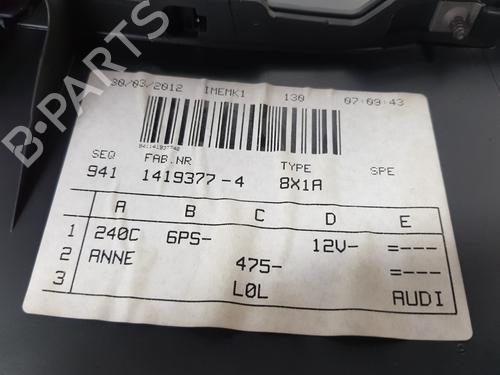 30/03/2012 IMEMK1 130 07:09:43
SEQ FAB.NR TYPE SPE
941 1419377-4 8X1A
A B C D E
1 240C 6PS- 12V- =---
2 ANNE 475- =---
3 L0L AUDI
B-PARTS